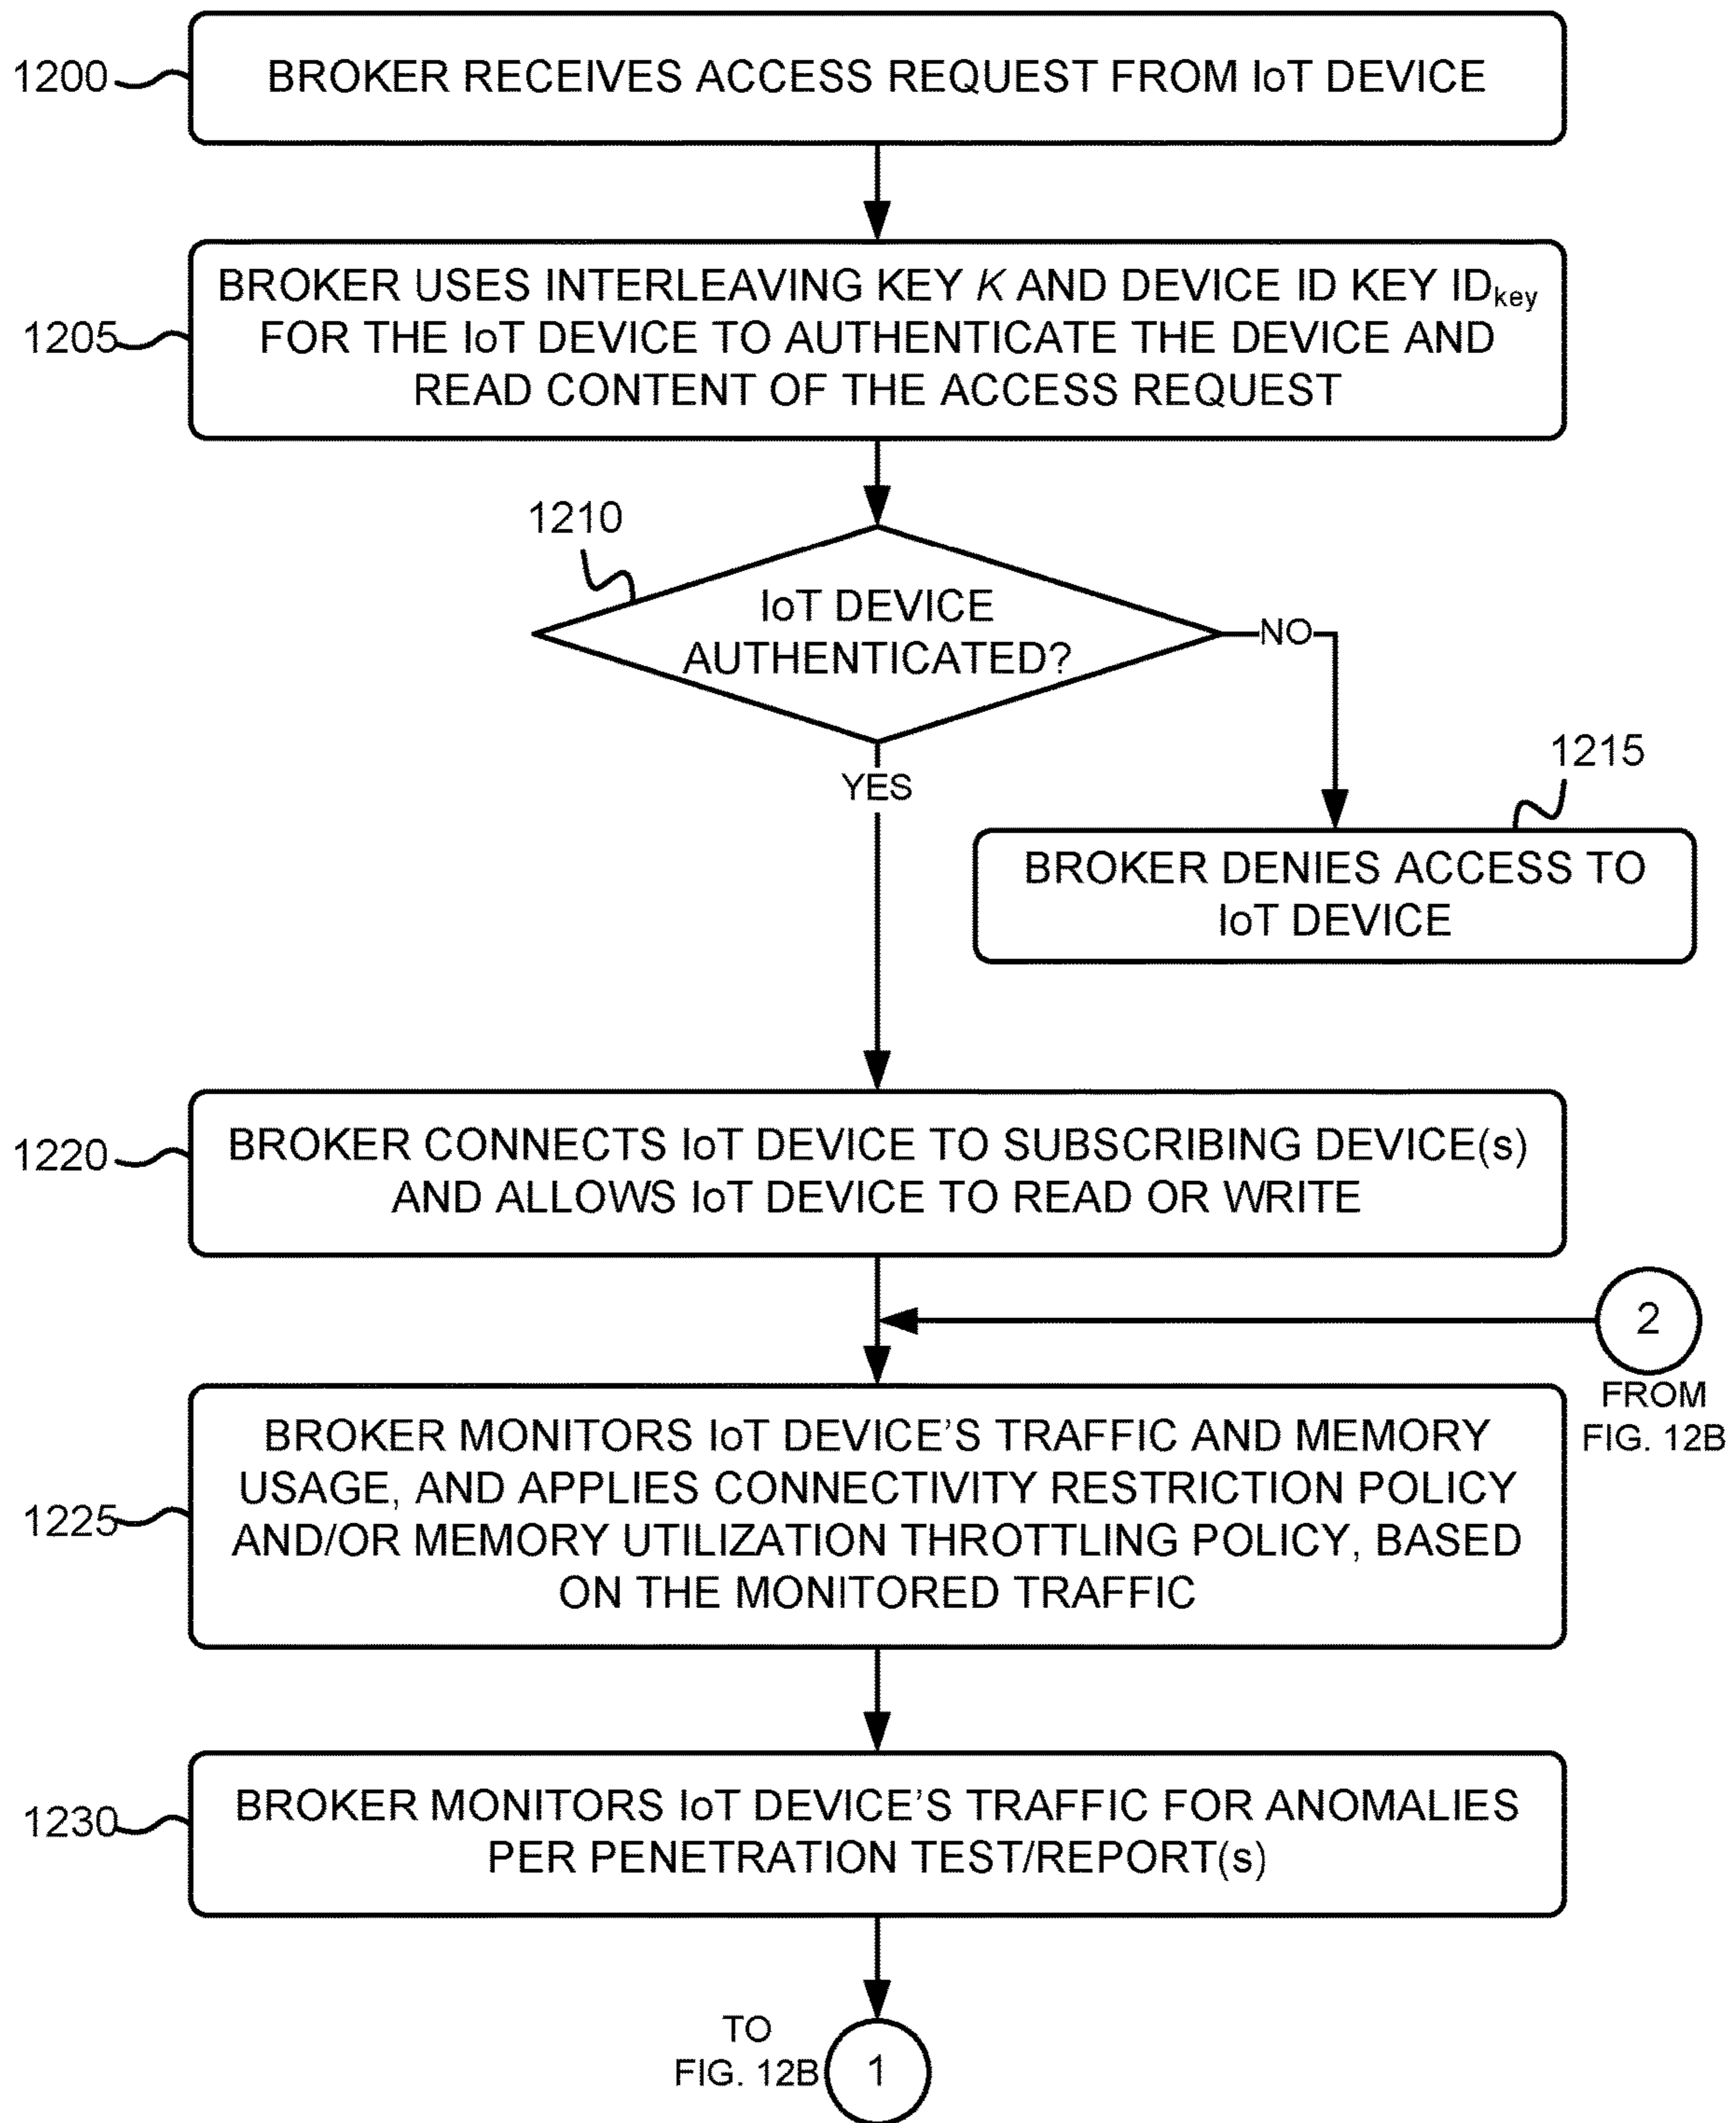 1200
BROKER RECEIVES ACCESS REQUEST FROM IoT DEVICE
1205
BROKER USES INTERLEAVING KEY K AND DEVICE ID KEY IDkey
FOR THE IoT DEVICE TO AUTHENTICATE THE DEVICE AND
READ CONTENT OF THE ACCESS REQUEST
1210
IoT DEVICE
AUTHENTICATED?
NO
YES
1215
BROKER DENIES ACCESS TO
IoT DEVICE
1220
BROKER CONNECTS IoT DEVICE TO SUBSCRIBING DEVICE(s)
AND ALLOWS IoT DEVICE TO READ OR WRITE
2
FROM
FIG. 12B
1225
BROKER MONITORS IoT DEVICE'S TRAFFIC AND MEMORY
USAGE, AND APPLIES CONNECTIVITY RESTRICTION POLICY
AND/OR MEMORY UTILIZATION THROTTLING POLICY, BASED
ON THE MONITORED TRAFFIC
1230
BROKER MONITORS IoT DEVICE'S TRAFFIC FOR ANOMALIES
PER PENETRATION TEST/REPORT(s)
TO
FIG. 12B
1